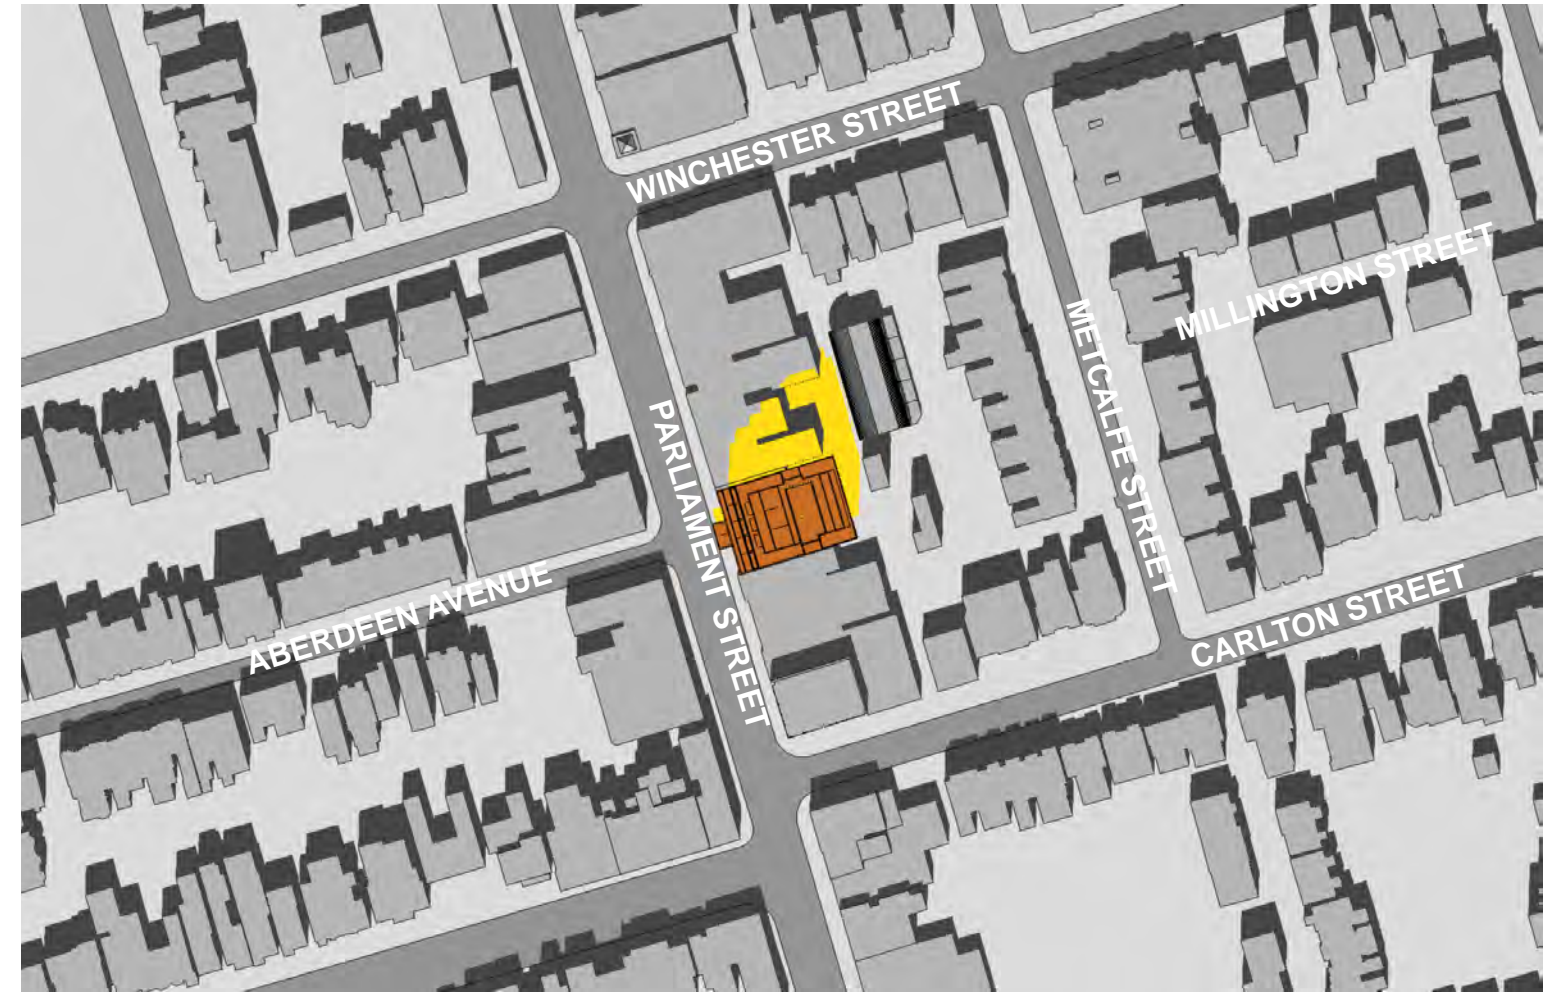 WINCHESTER STREET
MILLINGTON STREET
METCALFE STREET
PARLIAMENT STREET
ABERDEEN AVENUE
CARLTON STREET